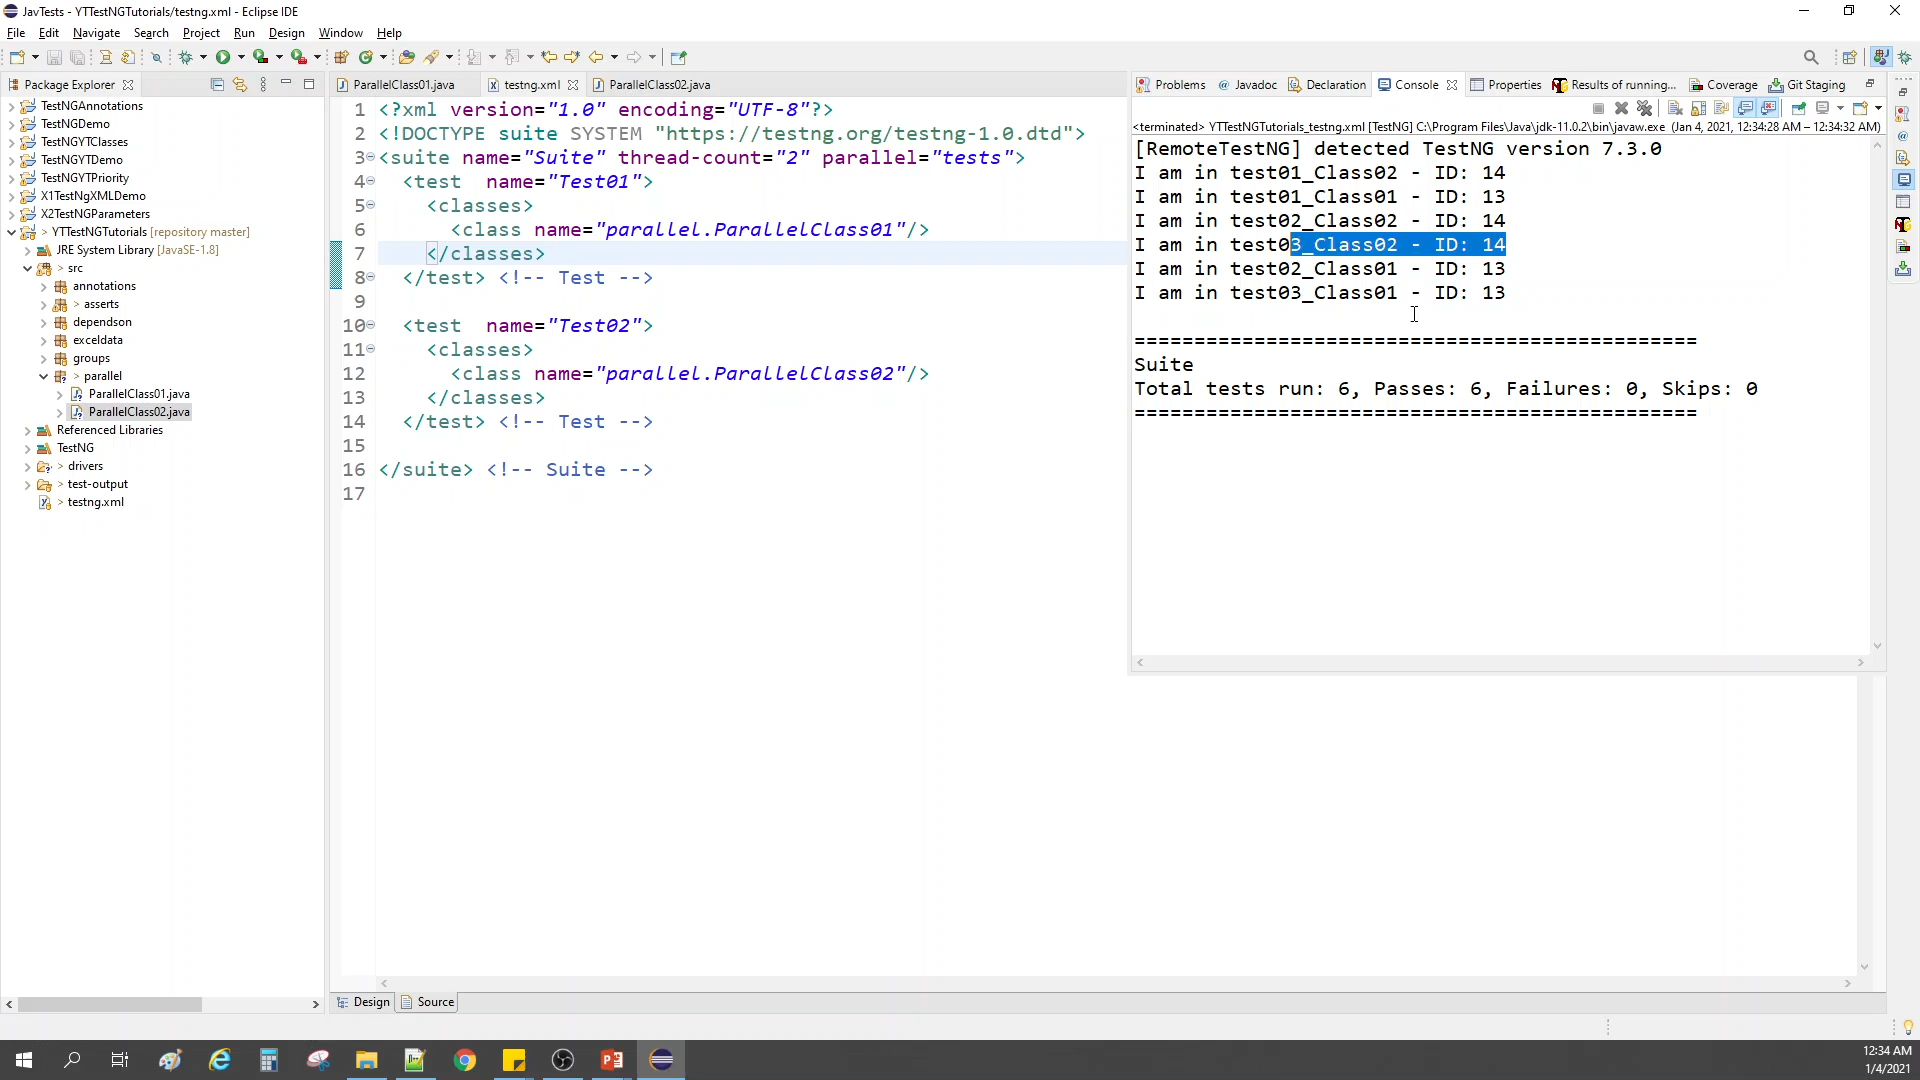 JavTests - YTTestNGTutorials/testng.xml - Eclipse IDE
File Edit Navigate Search Project Run Design Window Help
Package Explorer
ParallelClass01.java testng.xml ParallelClass02.java
Problems Javadoc Declaration Console Properties Results of running... Coverage Git Staging
TestNGAnnotations
TestNGDemo
TestNGYTClasses
TestNGYTDemo
TestNGYTPriority
X1TestNgXMLDemo
X2TestNGParameters
> YTTestNGTutorials [repository master]
JRE System Library [JavaSE-1.8]
> src
annotations
> asserts
dependson
exceldata
groups
> parallel
ParallelClass01.java
ParallelClass02.java
Referenced Libraries
TestNG
> drivers
> test-output
> testng.xml
1 <?xml version="1.0" encoding="UTF-8"?>
2 <!DOCTYPE suite SYSTEM "https://testng.org/testng-1.0.dtd">
3 <suite name="Suite" thread-count="2" parallel="tests">
4 <test name="Test01">
5 <classes>
6 <class name="parallel.ParallelClass01"/>
7 </classes>
8 </test> <!-- Test -->
9
10 <test name="Test02">
11 <classes>
12 <class name="parallel.ParallelClass02"/>
13 </classes>
14 </test> <!-- Test -->
15
16 </suite> <!-- Suite -->
17
Design Source
<terminated> YTTestNGTutorials_testng.xml [TestNG] C:\Program Files\Java\jdk-11.0.2\bin\javaw.exe (Jan 4, 2021, 12:34:28 AM – 12:34:32 AM)
[RemoteTestNG] detected TestNG version 7.3.0
I am in test01_Class02 - ID: 14
I am in test01_Class01 - ID: 13
I am in test02_Class02 - ID: 14
I am in test03_Class02 - ID: 14
I am in test02_Class01 - ID: 13
I am in test03_Class01 - ID: 13
===============================================
Suite
Total tests run: 6, Passes: 6, Failures: 0, Skips: 0
===============================================
12:34 AM
1/4/2021